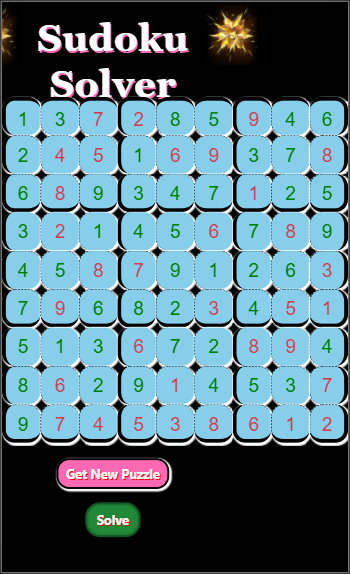 Sudoku
Solver
1 3 7 2 8 5 9 4 6
2 4 5 1 6 9 3 7 8
6 8 9 3 4 7 1 2 5
3 2 1 4 5 6 7 8 9
4 5 8 7 9 1 2 6 3
7 9 6 8 2 3 4 5 1
5 1 3 6 7 2 8 9 4
8 6 2 9 1 4 5 3 7
9 7 4 5 3 8 6 1 2
Get New Puzzle
Solve